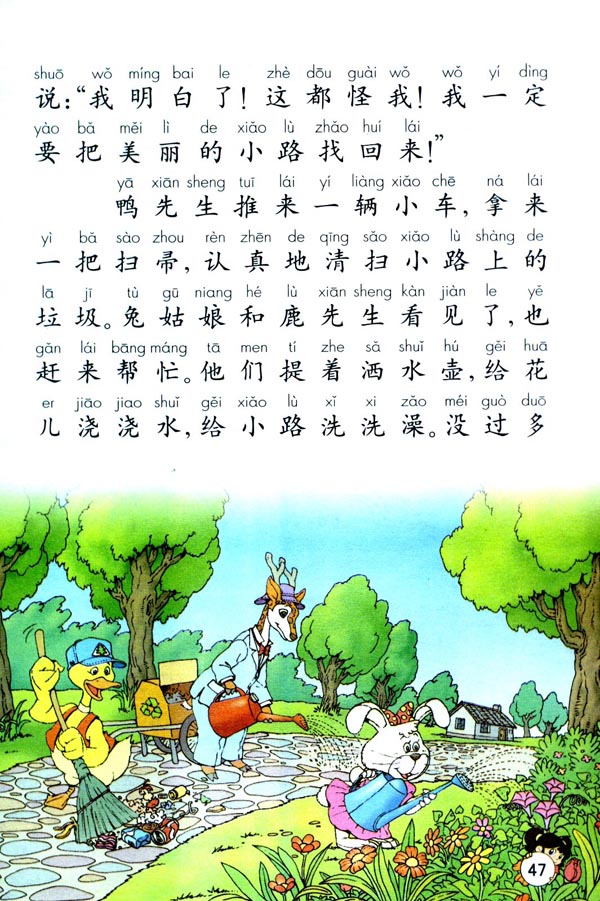 shuō wǒ míng bai le zhè dōu guài wǒ wǒ yí dìng
说：“我明白了！这都怪我！我一定
yào bǎ měi lì de xiǎo lù zhǎo huí lái
要把美丽的小路找回来！”
yā xiān sheng tuī lái yí liàng xiǎo chē ná lái
鸭先生推来一辆小车，拿来
yì bǎ sào zhou rèn zhēn de qīng sǎo xiǎo lù shàng de
一把扫帚，认真地清扫小路上的
lā jī tù gū niang hé lù xiān sheng kàn jiàn le yě
垃圾。兔姑娘和鹿先生看见了，也
gǎn lái bāng máng tā men tí zhe sǎ shuǐ hú gěi huā
赶来帮忙。他们提着洒水壶，给花
er jiāo jiao shuǐ gěi xiǎo lù xǐ xi zǎo méi guò duō
儿浇浇水，给小路洗洗澡。没过多
47